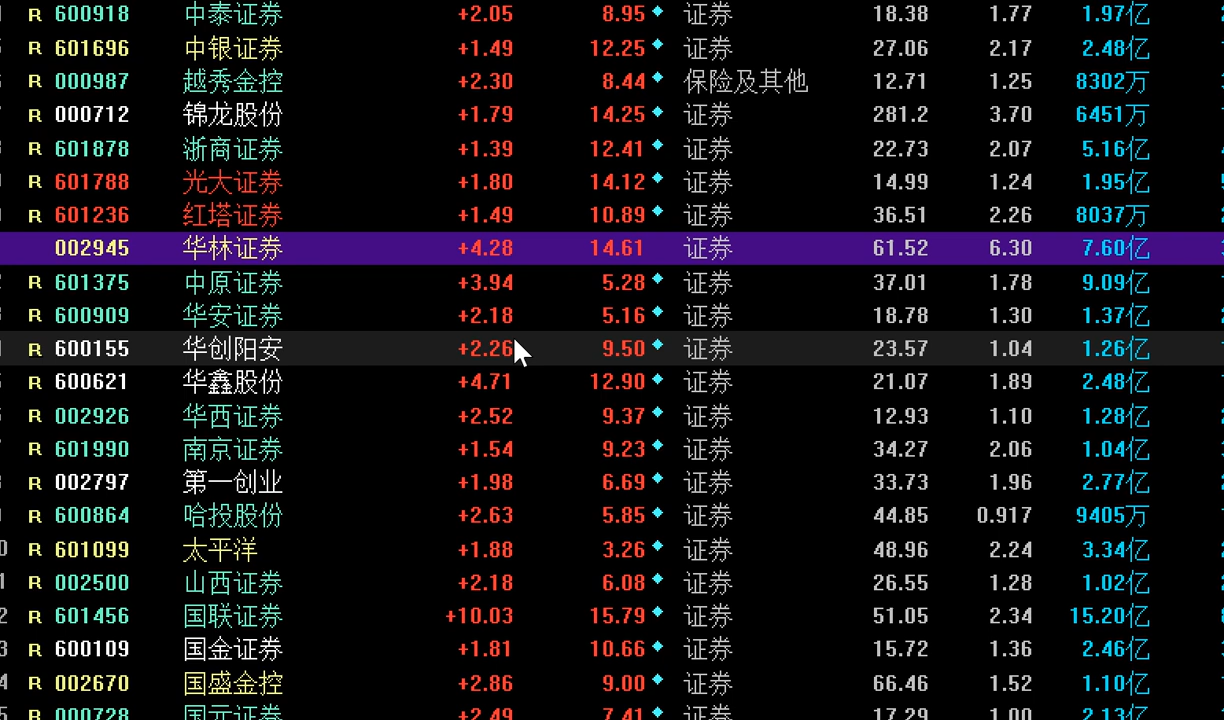 R 600918 中泰证券 +2.05 8.95 证券 18.38 1.77 1.97亿
R 601696 中银证券 +1.49 12.25 证券 27.06 2.17 2.48亿
R 000987 越秀金控 +2.30 8.44 保险及其他 12.71 1.25 8302万
R 000712 锦龙股份 +1.79 14.25 证券 281.2 3.70 6451万
R 601878 浙商证券 +1.39 12.41 证券 22.73 2.07 5.16亿
R 601788 光大证券 +1.80 14.12 证券 14.99 1.24 1.95亿
R 601236 红塔证券 +1.49 10.89 证券 36.51 2.26 8037万
002945 华林证券 +4.28 14.61 证券 61.52 6.30 7.60亿
R 601375 中原证券 +3.94 5.28 证券 37.01 1.78 9.09亿
R 600909 华安证券 +2.18 5.16 证券 18.78 1.30 1.37亿
R 600155 华创阳安 +2.26 9.50 证券 23.57 1.04 1.26亿
R 600621 华鑫股份 +4.71 12.90 证券 21.07 1.89 2.48亿
R 002926 华西证券 +2.52 9.37 证券 12.93 1.10 1.28亿
R 601990 南京证券 +1.54 9.23 证券 34.27 2.06 1.04亿
R 002797 第一创业 +1.98 6.69 证券 33.73 1.96 2.77亿
R 600864 哈投股份 +2.63 5.85 证券 44.85 0.917 9405万
R 601099 太平洋 +1.88 3.26 证券 48.96 2.24 3.34亿
R 002500 山西证券 +2.18 6.08 证券 26.55 1.28 1.02亿
R 601456 国联证券 +10.03 15.79 证券 51.05 2.34 15.20亿
R 600109 国金证券 +1.81 10.66 证券 15.72 1.36 2.46亿
R 002670 国盛金控 +2.86 9.00 证券 66.46 1.52 1.10亿
R 000728 国元证券 +2.49 7.41 证券 17.29 1.00 2.13亿